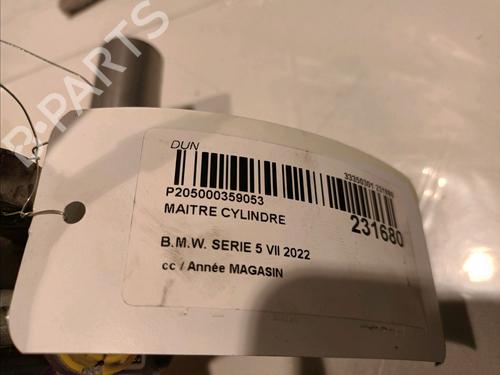 B-PARTS
DUN
P205000359053
MAITRE CYLINDRE
33350301 231680
231680
B.M.W. SERIE 5 VII 2022
cc / Année MAGASIN